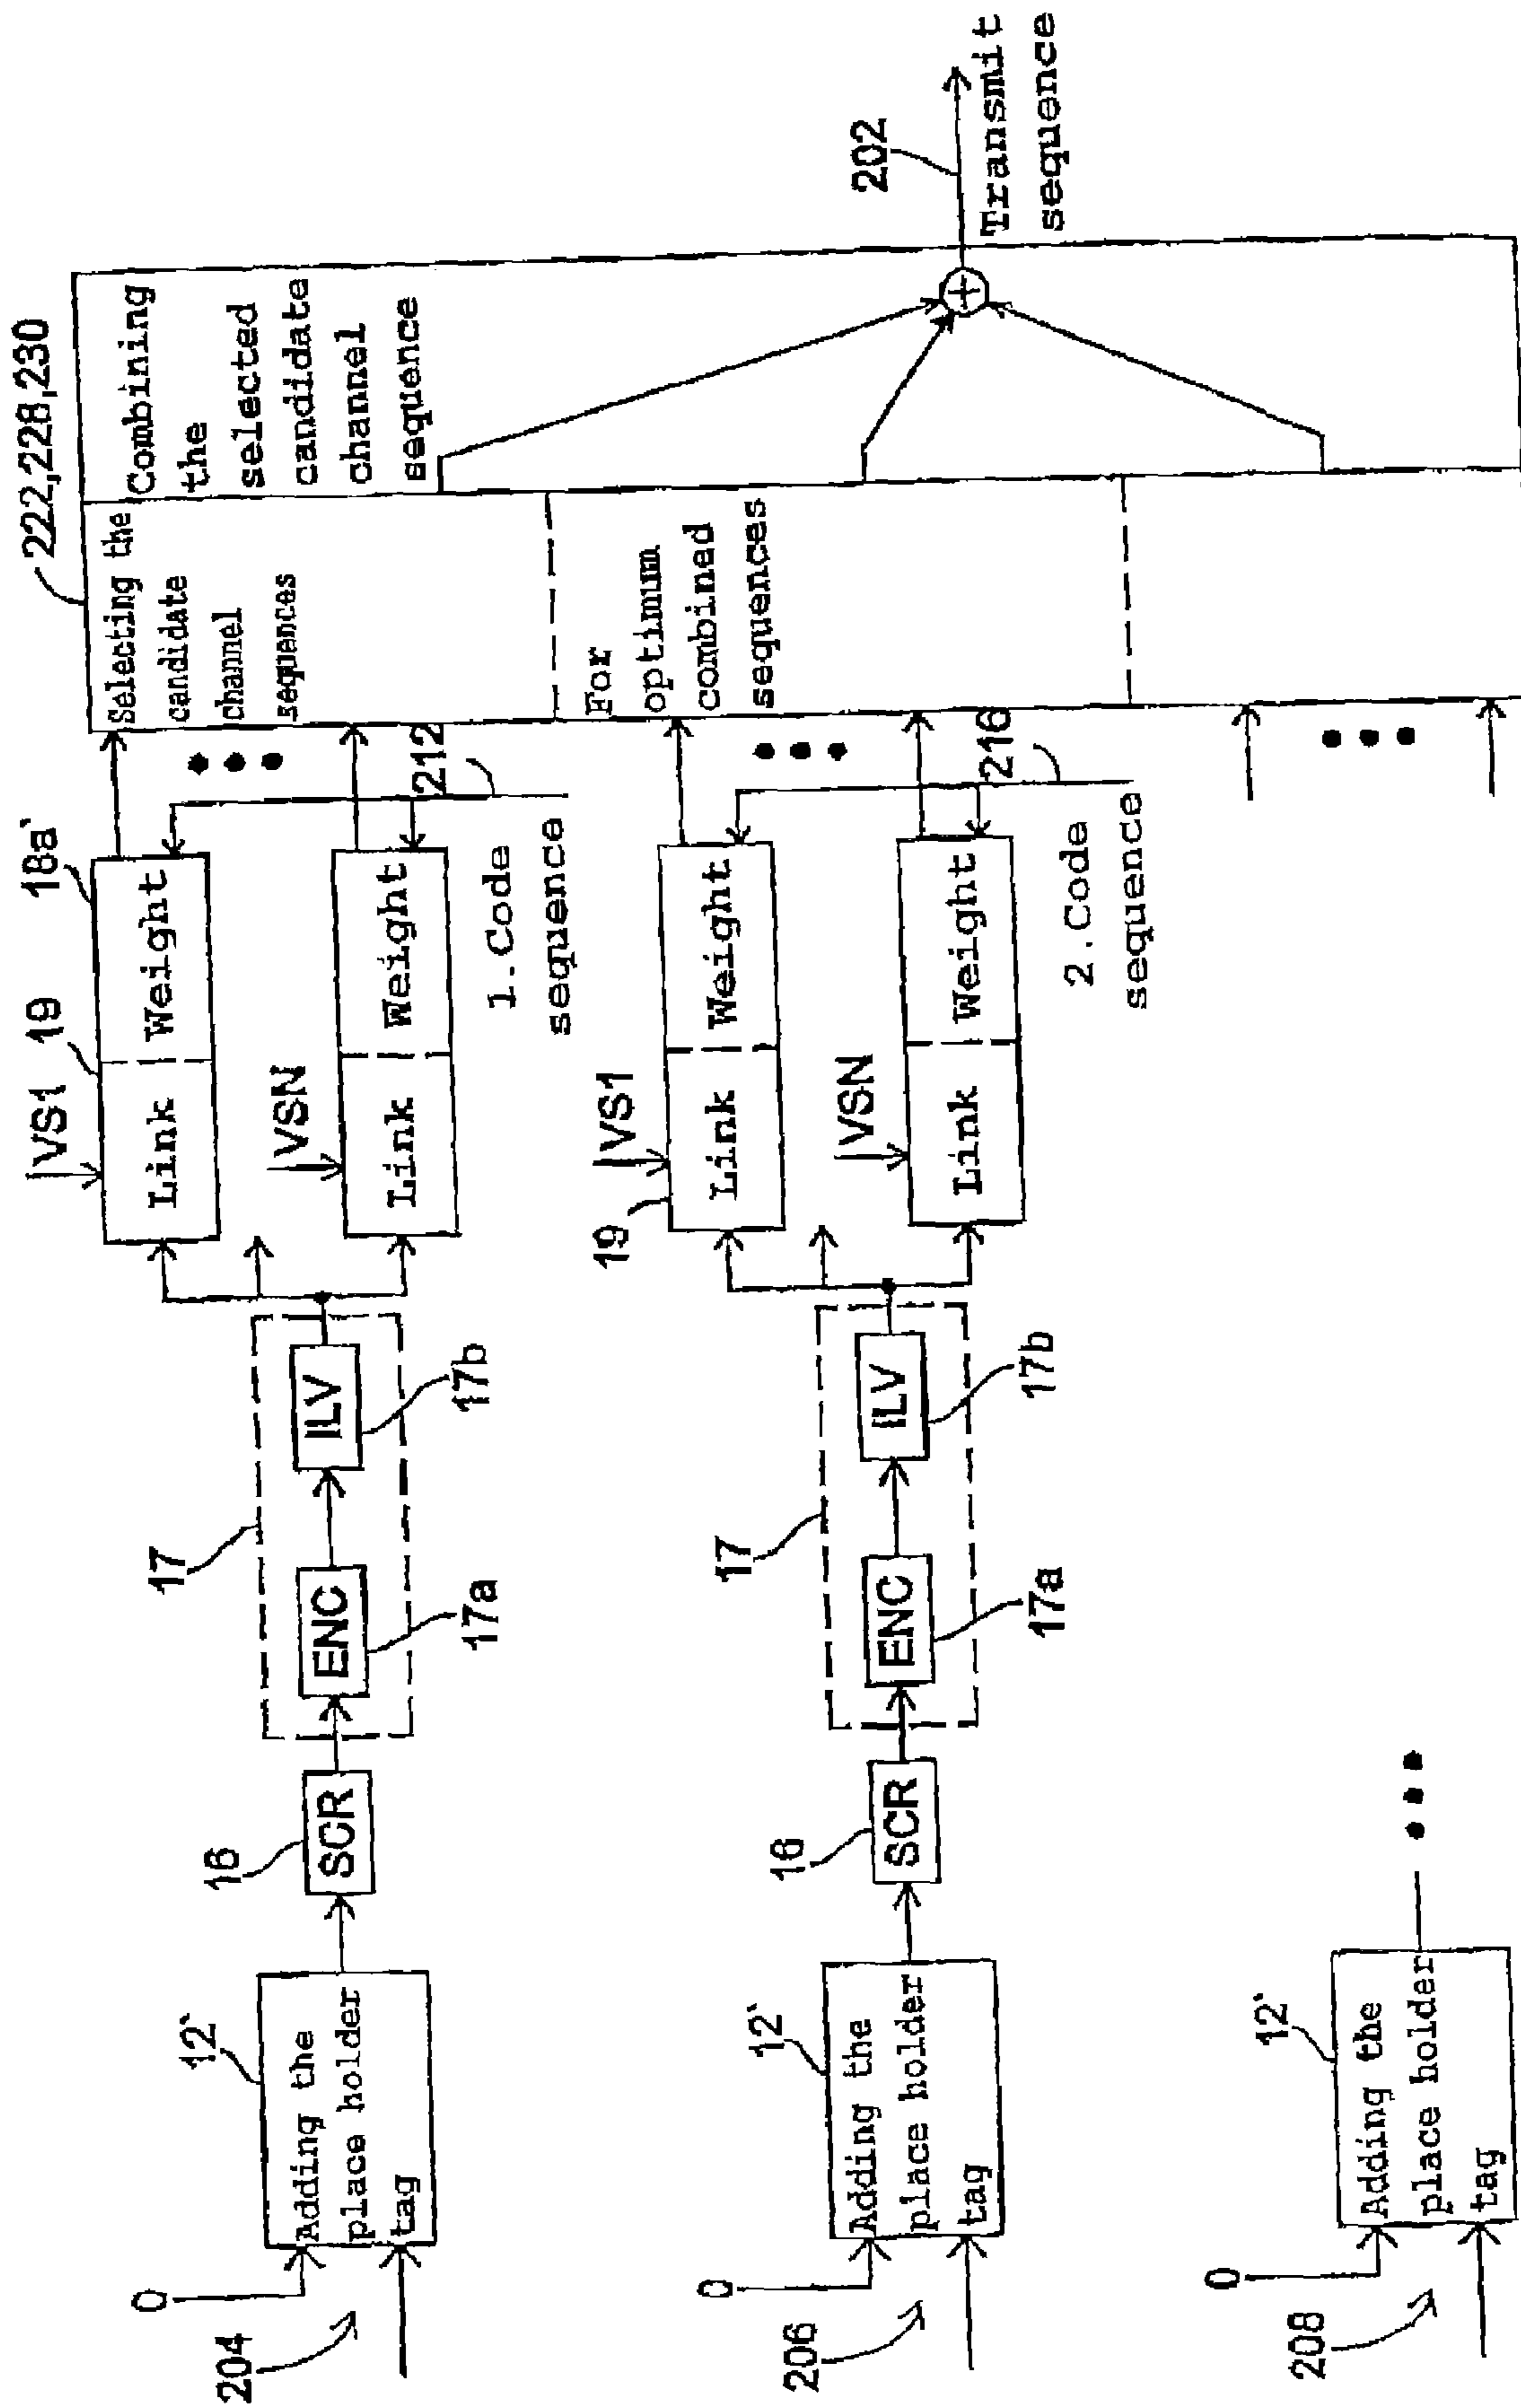 222,228,230
Selecting the
candidate
channel
sequences
Combining
the
selected
candidate
channel
sequence
For
optimum
combined
sequences
202
Transmit
sequence
0
204
12`
Adding the
place holder
tag
16
SCR
17
ENC
17a
ILV
17b
VS1
19
18a`
Link
Weight
VSN
Link
Weight
212
1.Code
sequence
0
206
12`
Adding the
place holder
tag
16
SCR
17
ENC
17a
ILV
17b
VS1
19
Link
Weight
VSN
Link
Weight
216
2.Code
sequence
0
208
12`
Adding the
place holder
tag